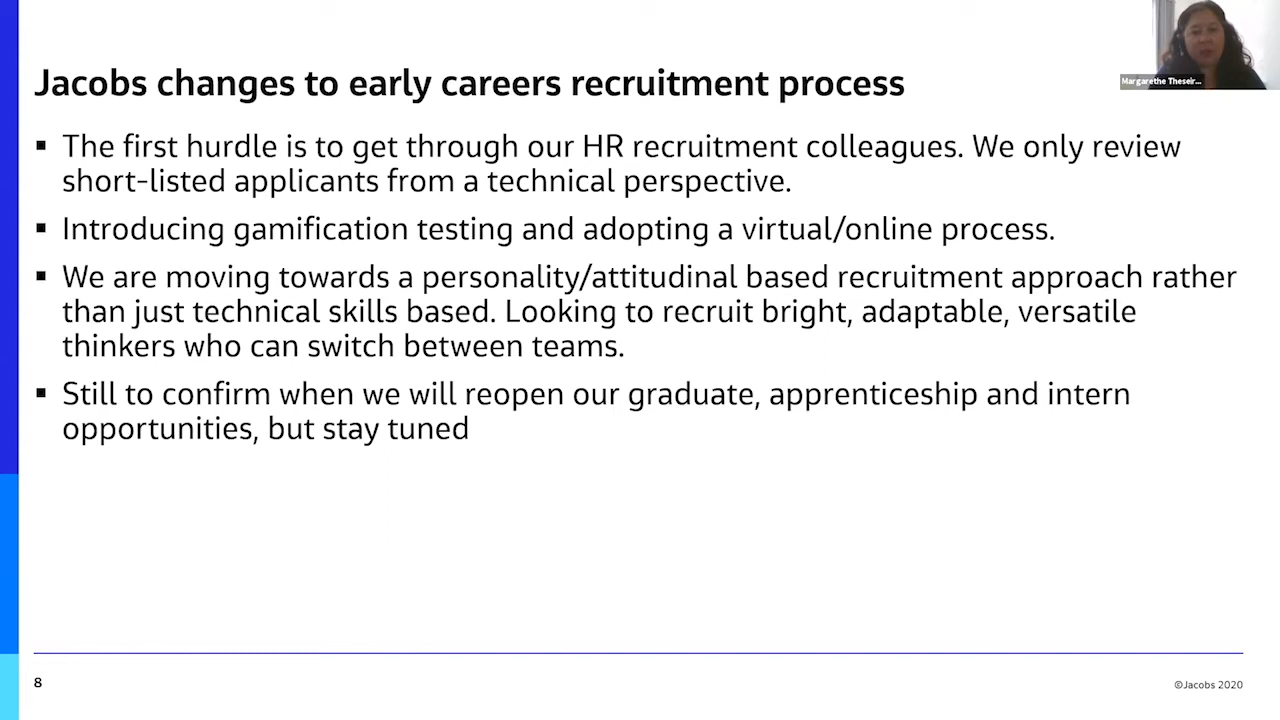 Jacobs changes to early careers recruitment process
Margarethe Theseir...
▪ The first hurdle is to get through our HR recruitment colleagues. We only review
short-listed applicants from a technical perspective.
▪ Introducing gamification testing and adopting a virtual/online process.
▪ We are moving towards a personality/attitudinal based recruitment approach rather
than just technical skills based. Looking to recruit bright, adaptable, versatile
thinkers who can switch between teams.
▪ Still to confirm when we will reopen our graduate, apprenticeship and intern
opportunities, but stay tuned
8
©Jacobs 2020